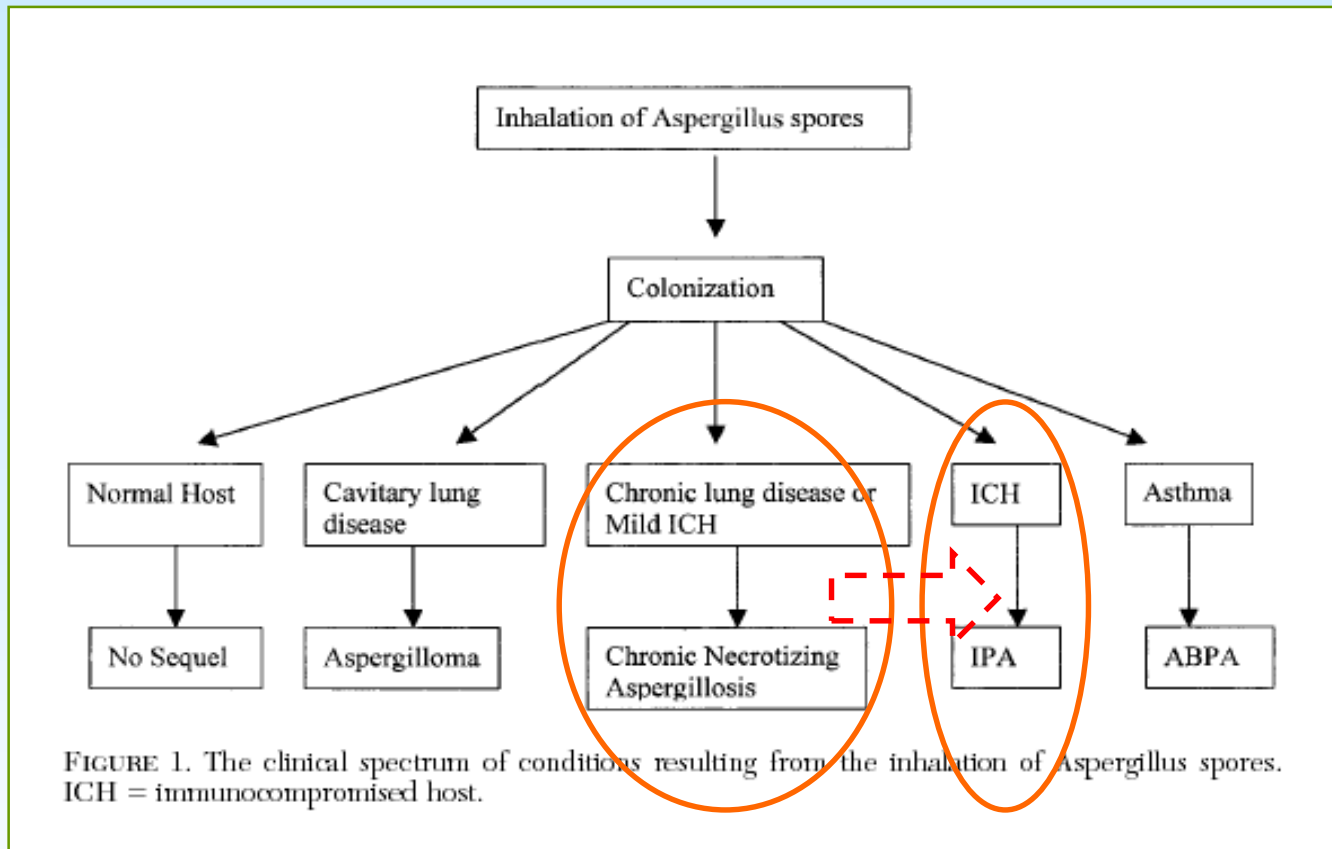 Inhalation of Aspergillus spores
Colonization
Normal Host
Cavitary lung
disease
Chronic lung disease or
Mild ICH
ICH
Asthma
No Sequel
Aspergilloma
Chronic Necrotizing
Aspergillosis
IPA
ABPA
FIGURE 1. The clinical spectrum of conditions resulting from the inhalation of Aspergillus spores.
ICH = immunocompromised host.